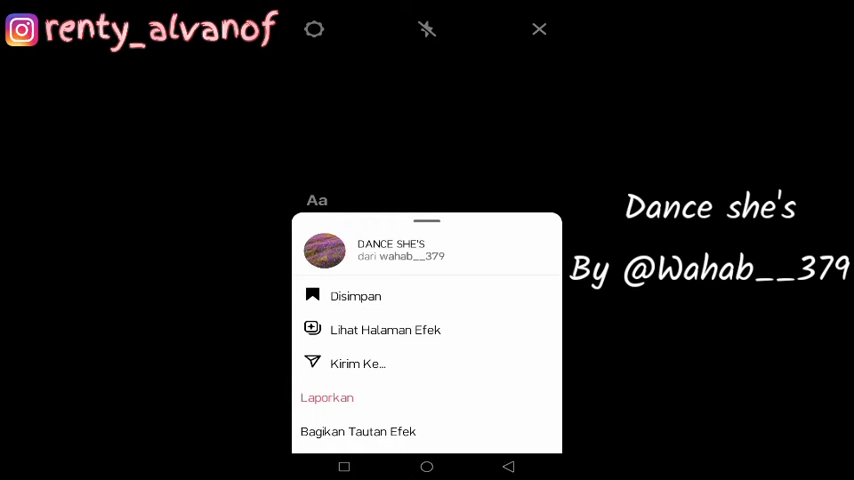 renty_alvanof
Aa
DANCE SHE'S
dari wahab__379
Disimpan
Lihat Halaman Efek
Kirim Ke...
Laporkan
Bagikan Tautan Efek
Dance she's
By @Wahab__379